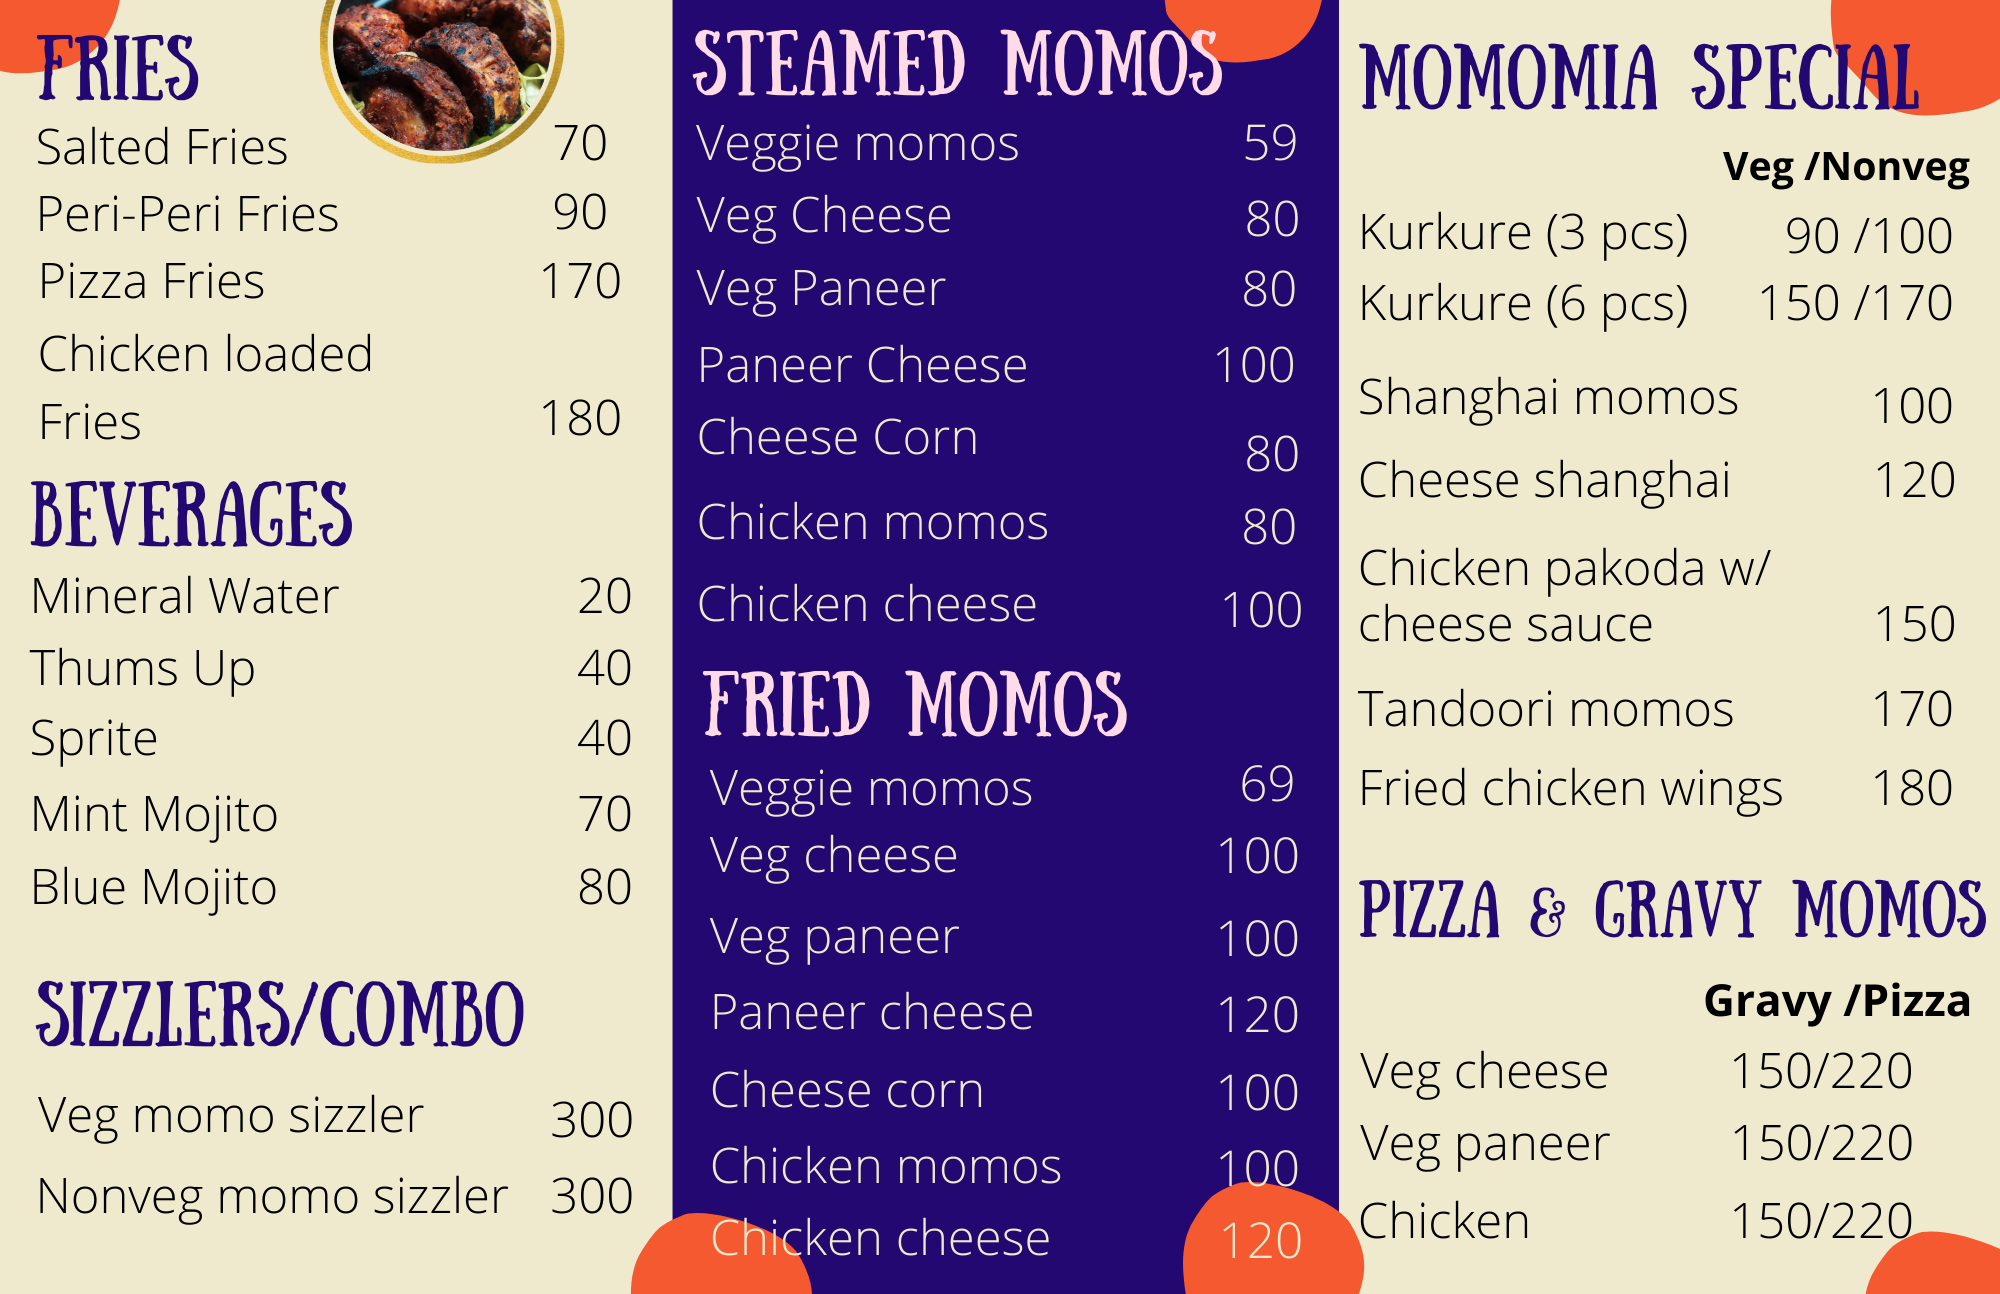 FRIES
Salted Fries 70
Peri-Peri Fries 90
Pizza Fries 170
Chicken loaded
Fries 180
BEVERAGES
Mineral Water 20
Thums Up 40
Sprite 40
Mint Mojito 70
Blue Mojito 80
SIZZLERS/COMBO
Veg momo sizzler 300
Nonveg momo sizzler 300
STEAMED MOMOS
Veggie momos 59
Veg Cheese 80
Veg Paneer 80
Paneer Cheese 100
Cheese Corn 80
Chicken momos 80
Chicken cheese 100
FRIED MOMOS
Veggie momos 69
Veg cheese 100
Veg paneer 100
Paneer cheese 120
Cheese corn 100
Chicken momos 100
Chicken cheese 120
MOMOMIA SPECIAL
Veg /Nonveg
Kurkure (3 pcs) 90 /100
Kurkure (6 pcs) 150 /170
Shanghai momos 100
Cheese shanghai 120
Chicken pakoda w/
cheese sauce 150
Tandoori momos 170
Fried chicken wings 180
PIZZA & GRAVY MOMOS
Gravy /Pizza
Veg cheese 150/220
Veg paneer 150/220
Chicken 150/220